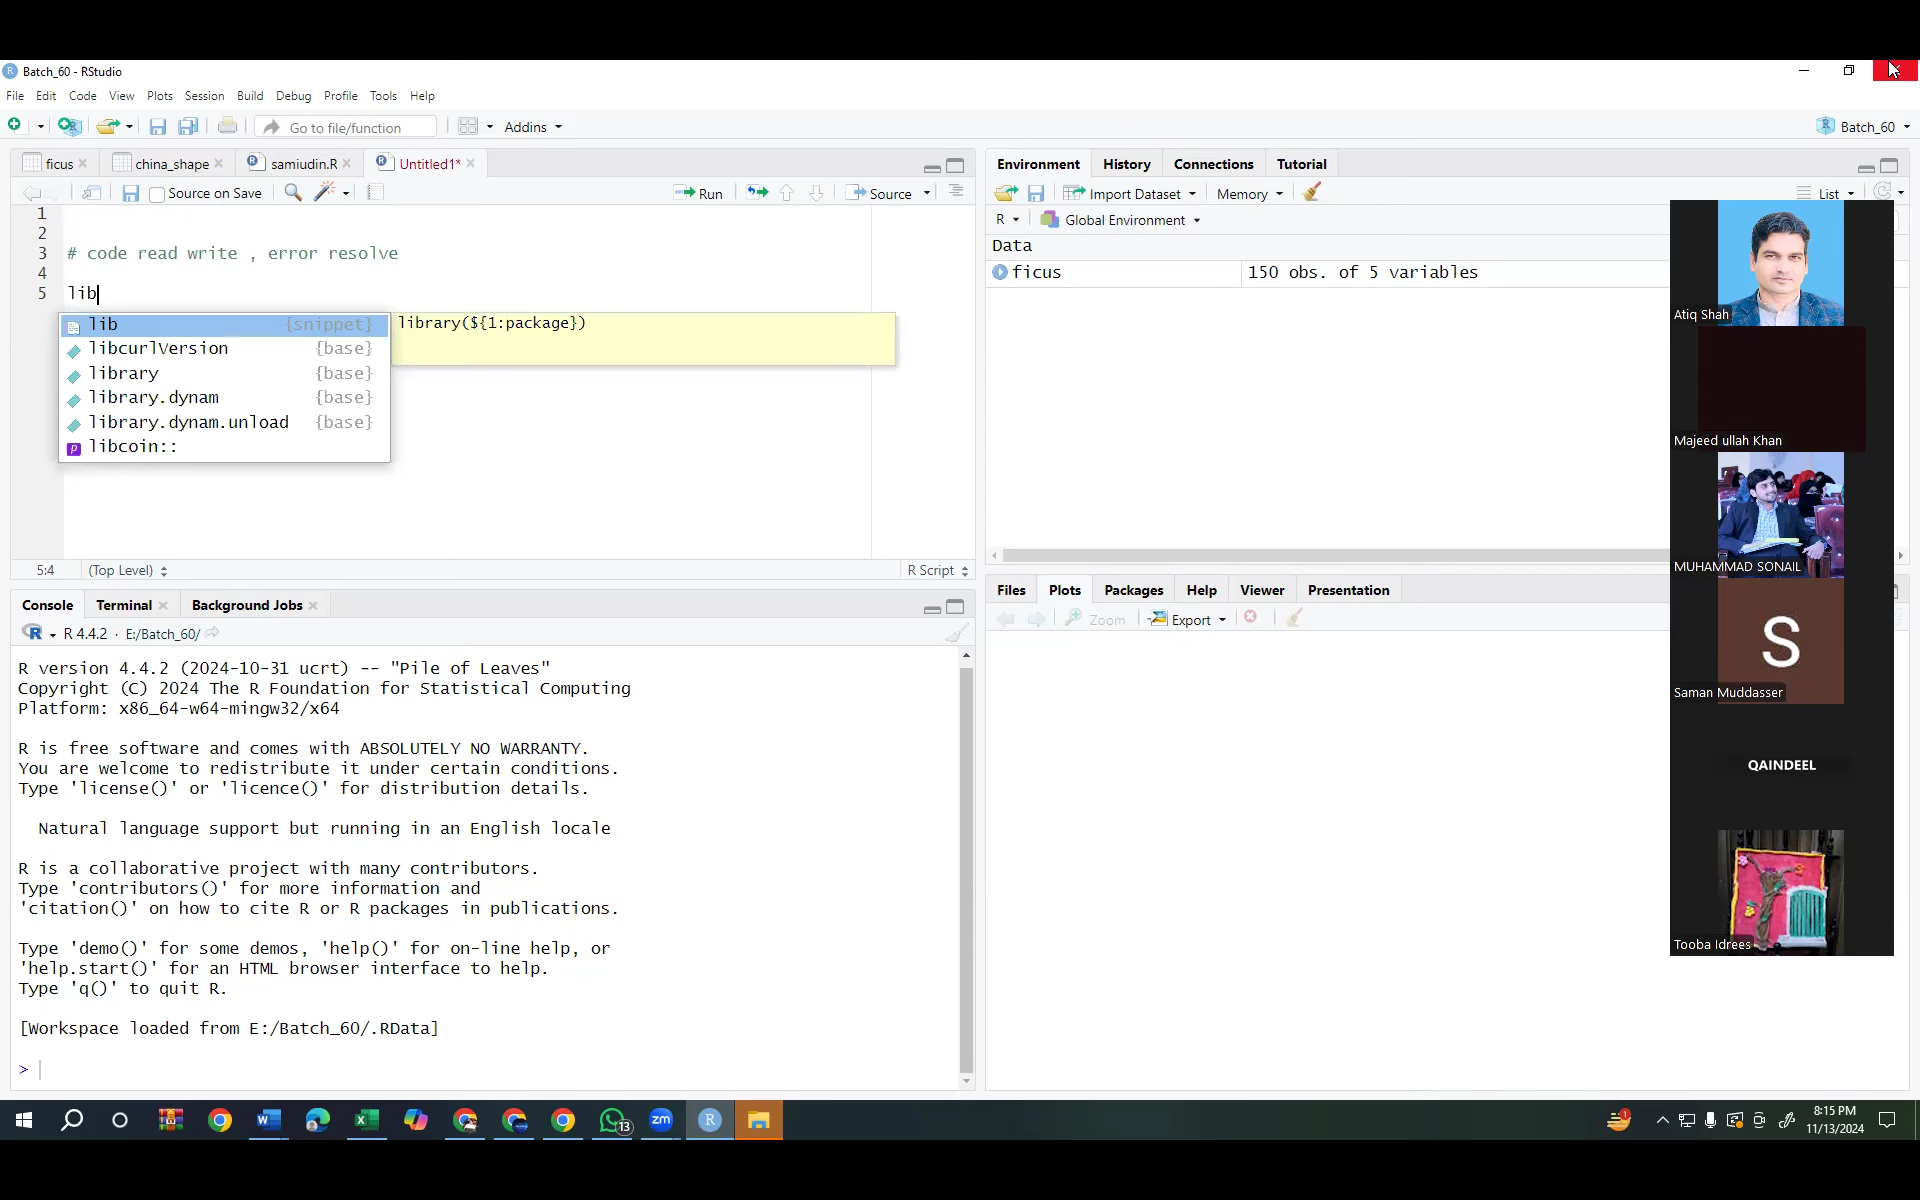 Batch_60 - RStudio
File Edit Code View Plots Session Build Debug Profile Tools Help
Go to file/function Addins Batch_60
ficus china_shape samiudin.R Untitled1*
Source on Save Run Source
1
2
3 # code read write , error resolve
4
5 lib
lib {snippet} library(${1:package})
libcurlVersion {base}
library {base}
library.dynam {base}
library.dynam.unload {base}
libcoin::
5:4 (Top Level) R Script
Console Terminal Background Jobs
R 4.4.2 · E:/Batch_60/
R version 4.4.2 (2024-10-31 ucrt) -- "Pile of Leaves"
Copyright (C) 2024 The R Foundation for Statistical Computing
Platform: x86_64-w64-mingw32/x64
R is free software and comes with ABSOLUTELY NO WARRANTY.
You are welcome to redistribute it under certain conditions.
Type 'license()' or 'licence()' for distribution details.
Natural language support but running in an English locale
R is a collaborative project with many contributors.
Type 'contributors()' for more information and
'citation()' on how to cite R or R packages in publications.
Type 'demo()' for some demos, 'help()' for on-line help, or
'help.start()' for an HTML browser interface to help.
Type 'q()' to quit R.
[Workspace loaded from E:/Batch_60/.RData]
>
Environment History Connections Tutorial
Import Dataset Memory List
R Global Environment
Data
ficus 150 obs. of 5 variables
Files Plots Packages Help Viewer Presentation
Zoom Export
Atiq Shah
Majeed ullah Khan
MUHAMMAD SONAIL
S
Saman Muddasser
QAINDEEL
Tooba Idrees
13
zm
1
8:15 PM
11/13/2024